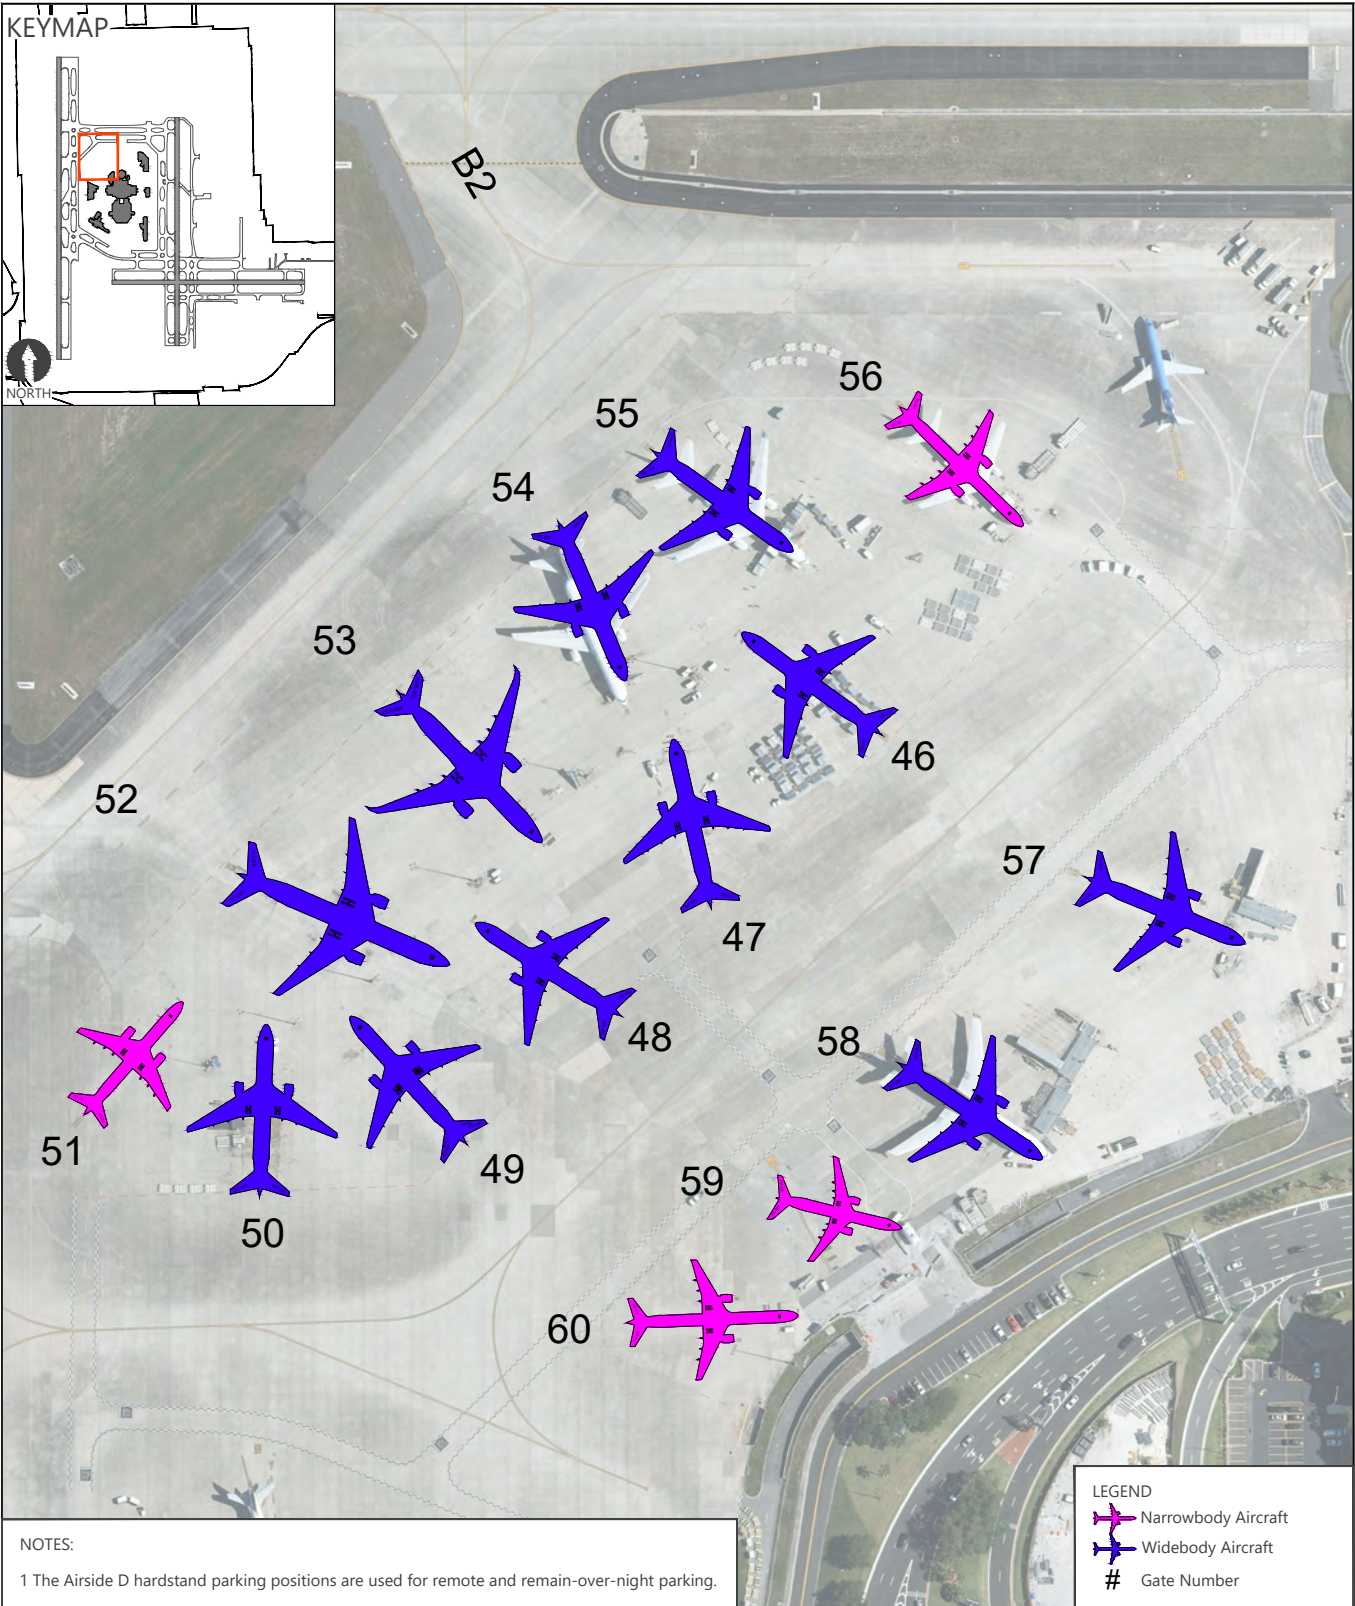 KEYMAP
NORTH
B2
56
55
54
53
46
52
57
47
48
58
51
49
59
50
60
NOTES:
1 The Airside D hardstand parking positions are used for remote and remain-over-night parking.
LEGEND
Narrowbody Aircraft
Widebody Aircraft
# Gate Number